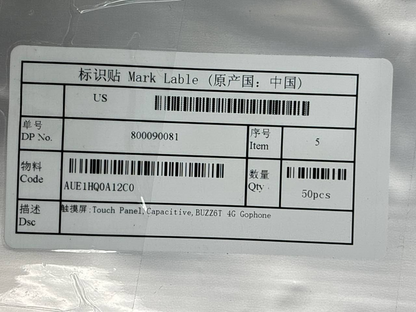 标识贴 Mark Lable (原产国：中国)
US
单号
DP No.
800090081
序号
Item
5
物料
Code
AUE1HQ0A12C0
数量
Qty.
50pcs
描述
Dsc
触摸屏:Touch Panel,Capacitive,BUZZ6T 4G Gophone